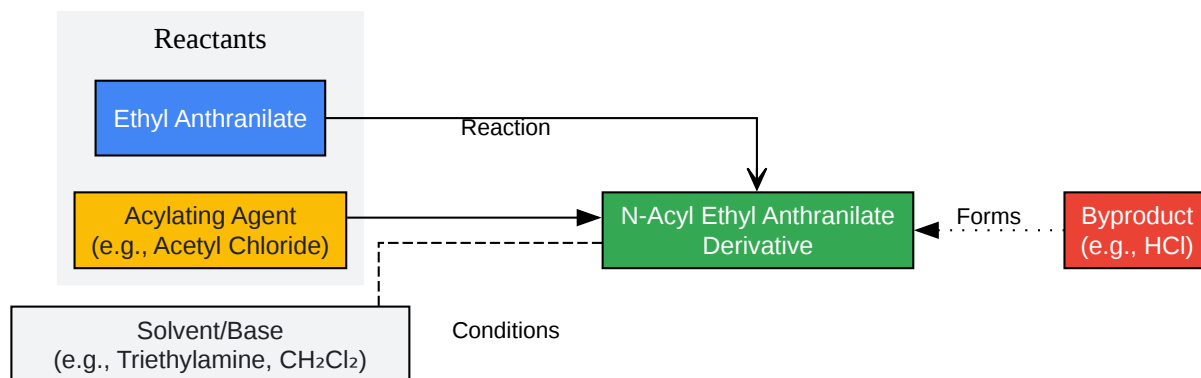 Reactants
Ethyl Anthranilate
Reaction
Acylating Agent
(e.g., Acetyl Chloride)
N-Acyl Ethyl Anthranilate
Derivative
Forms
Byproduct
(e.g., HCl)
Solvent/Base
(e.g., Triethylamine, CH₂Cl₂)
Conditions